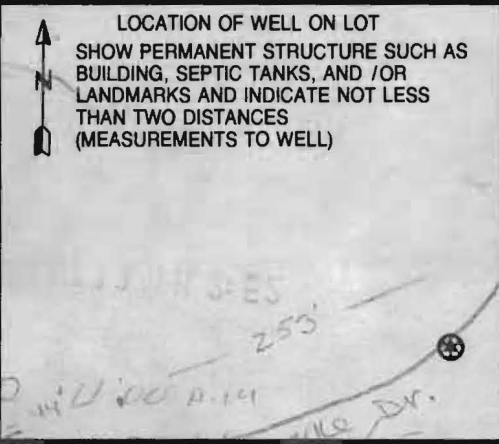 LOCATION OF WELL ON LOT
SHOW PERMANENT STRUCTURE SUCH AS
BUILDING, SEPTIC TANKS, AND /OR
N
LANDMARKS AND INDICATE NOT LESS
THAN TWO DISTANCES
(MEASUREMENTS TO WELL)
253'
Dr.